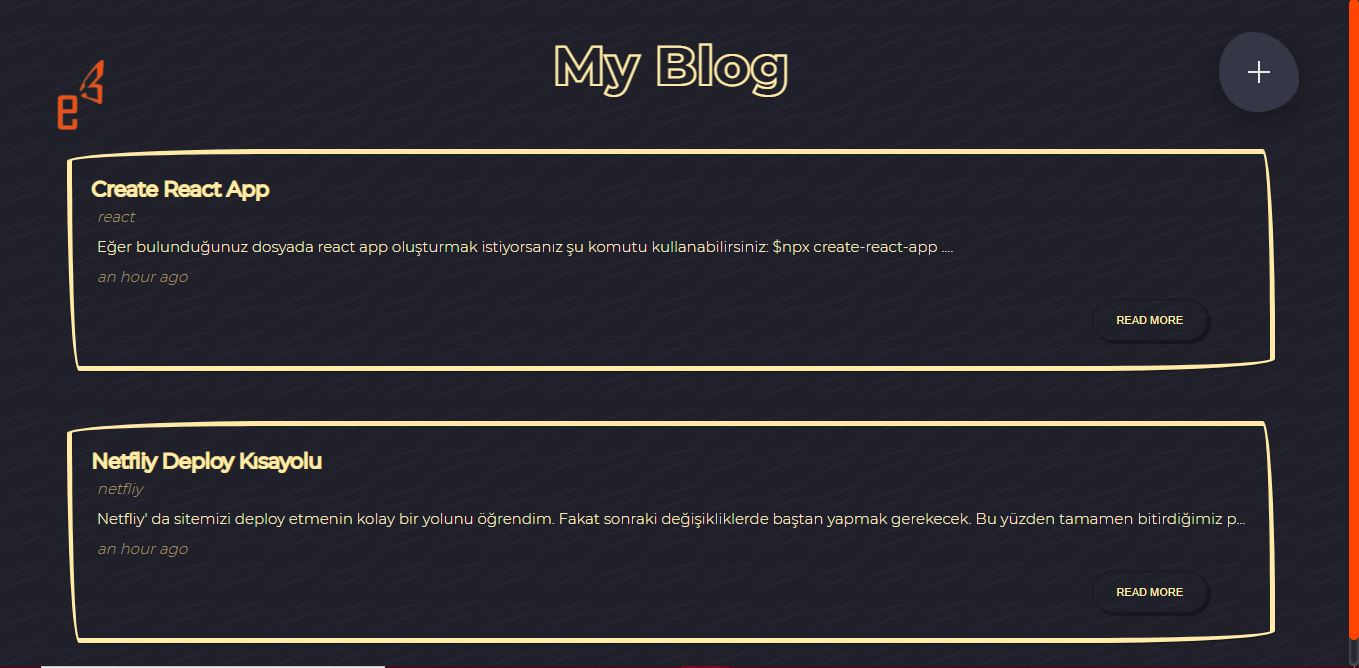 My Blog
Create React App
react
Eğer bulunduğunuz dosyada react app oluşturmak istiyorsanız şu komutu kullanabilirsiniz: $npx create-react-app ....
an hour ago
READ MORE
Netfliy Deploy Kısayolu
netfliy
Netfliy' da sitemizi deploy etmenin kolay bir yolunu öğrendim. Fakat sonraki değişikliklerde baştan yapmak gerekecek. Bu yüzden tamamen bitirdiğimiz p...
an hour ago
READ MORE